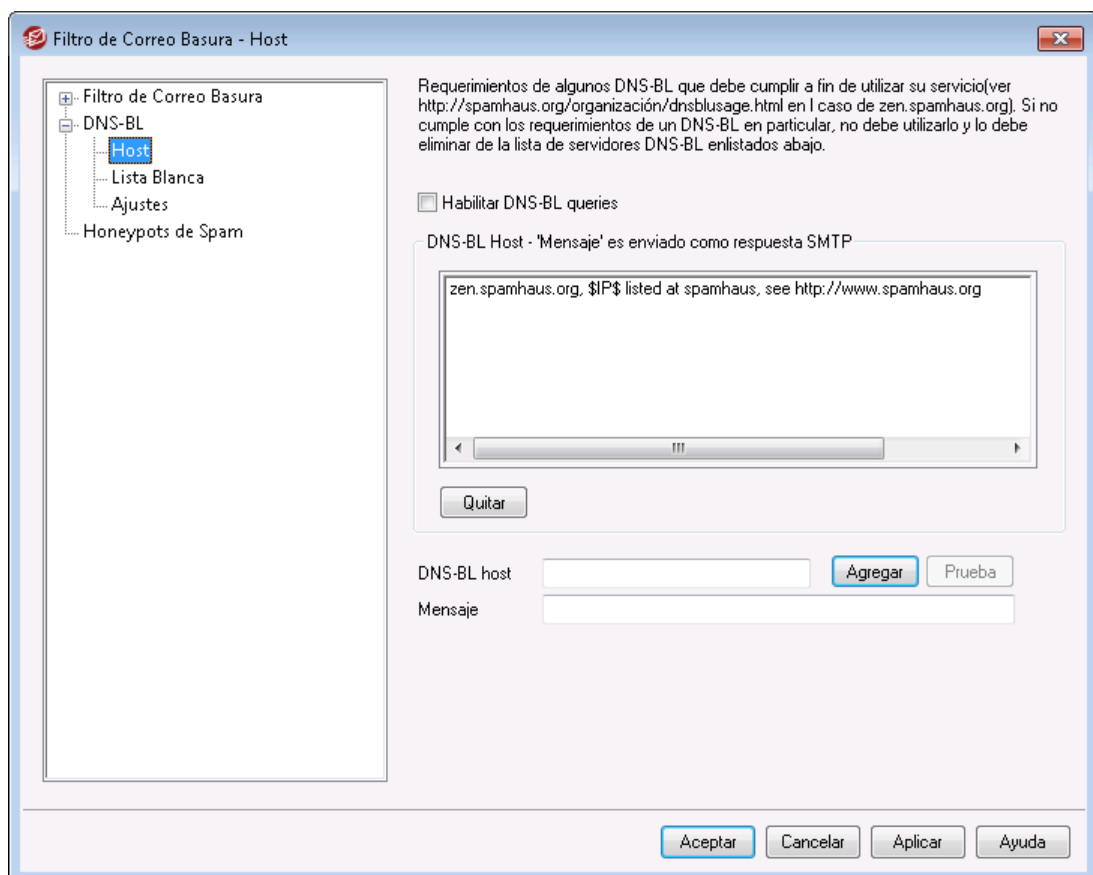 Filtro de Correo Basura - Host
Filtro de Correo Basura
DNS-BL
Host
Lista Blanca
Ajustes
Honeypots de Spam
Requerimientos de algunos DNS-BL que debe cumplir a fin de utilizar su servicio(ver
http://spamhaus.org/organización/dnsblusage.html en l caso de zen.spamhaus.org). Si no
cumple con los requerimientos de un DNS-BL en particular, no debe utilizarlo y lo debe
eliminar de la lista de servidores DNS-BL enlistados abajo.
Habilitar DNS-BL queries
DNS-BL Host - 'Mensaje' es enviado como respuesta SMTP
zen.spamhaus.org, $IP$ listed at spamhaus, see http://www.spamhaus.org
Quitar
DNS-BL host
Agregar
Prueba
Mensaje
Aceptar
Cancelar
Aplicar
Ayuda